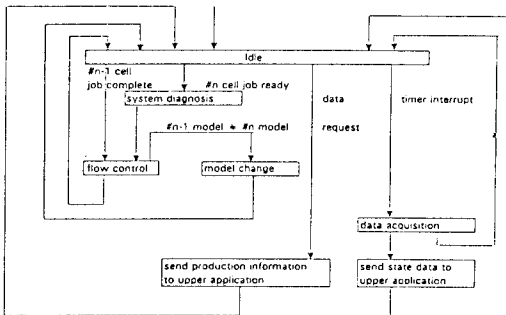 Idle
#n-1 cell
job complete
#n cell job ready
system diagnosis
data
request
timer interrupt
#n-1 model ≠ #n model
flow control
model change
data acquisition
send production information
to upper application
send state data to
upper application